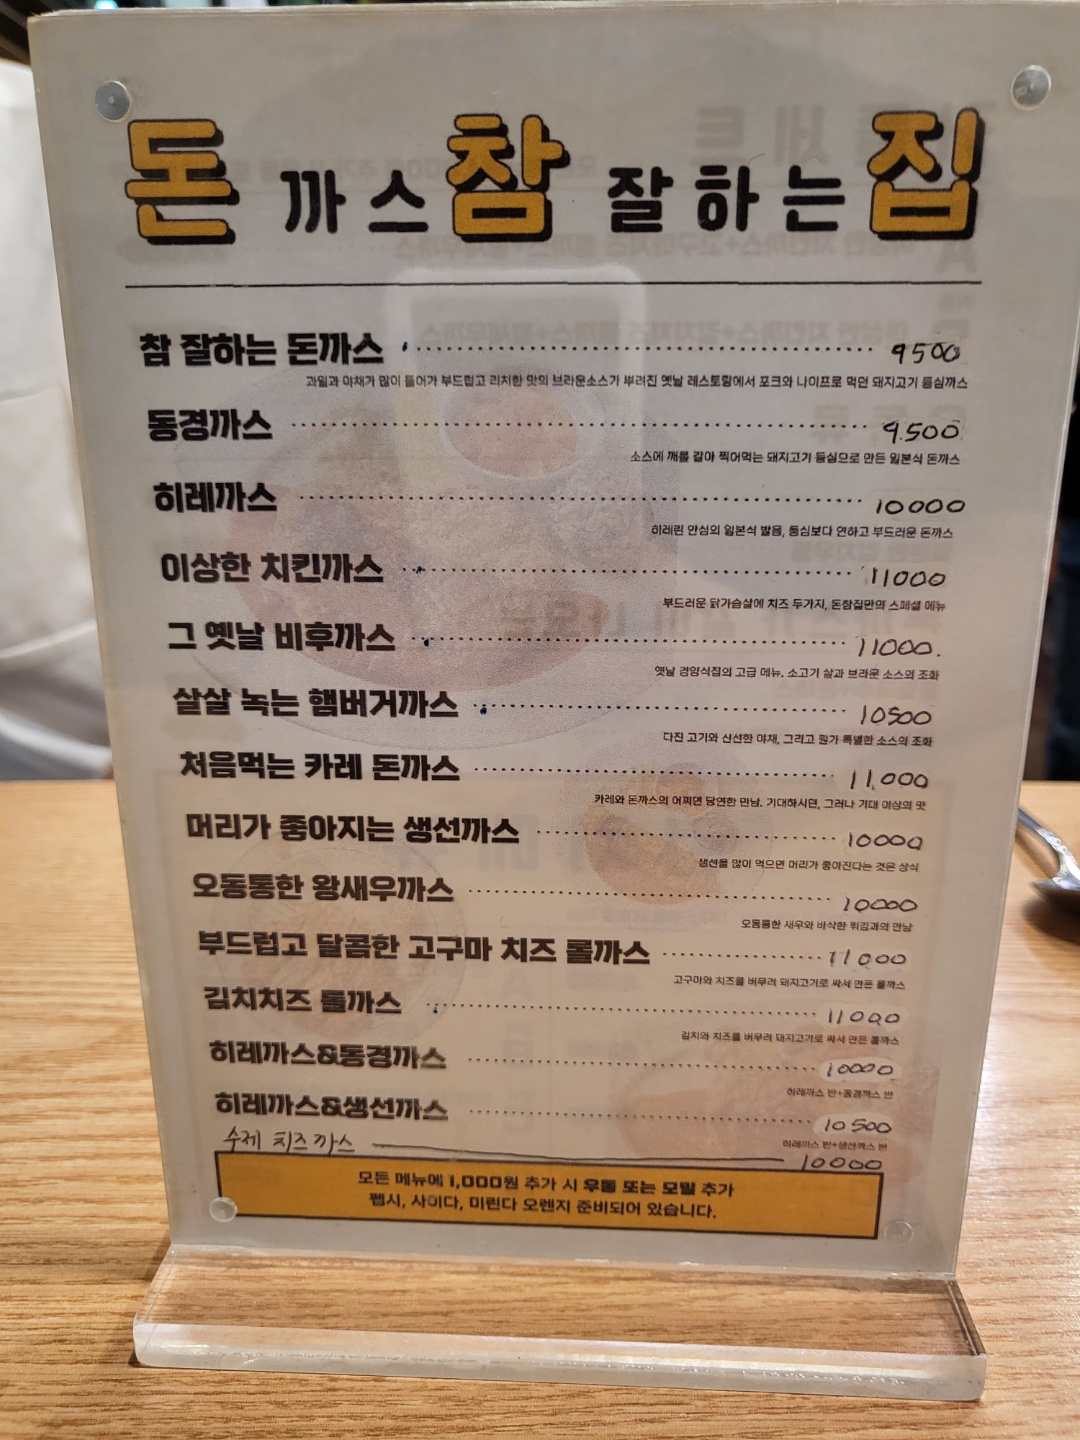 돈까스참잘하는집
참 잘하는 돈까스 9500
과일과 야채가 많이 들어가 부드럽고 리치한 맛의 브라운소스가 뿌려진 옛날 레스토랑에서 포크와 나이프로 먹던 돼지고기 등심까스
동경까스 9.500
소스에 깨를 갈아 찍어먹는 돼지고기 등심으로 만든 일본식 돈까스
히레까스 10000
히레란 안심의 일본식 발음, 등심보다 연하고 부드러운 돈까스
이상한 치킨까스 11000
부드러운 닭가슴살에 치즈 두가지, 돈참집만의 스페셜 메뉴
그 옛날 비후까스 11000.
옛날 경양식집의 고급 메뉴. 소고기 살과 브라운 소스의 조화
살살 녹는 햄버거까스 10500
다진 고기와 신선한 야채, 그리고 뭔가 특별한 소스의 조화
처음먹는 카레 돈까스 11,000
카레와 돈까스의 어쩌면 당연한 만남. 기대하시면, 그러나 기대 이상의 맛
머리가 좋아지는 생선까스 10000
생선을 많이 먹으면 머리가 좋아진다는 것은 상식
오동통한 왕새우까스 10000
오동통한 새우와 바삭한 튀김과의 만남
부드럽고 달콤한 고구마 치즈 롤까스 11000
고구마와 치즈를 버무려 돼지고기로 싸서 만든 롤까스
김치치즈 롤까스 11000
김치와 치즈를 버무려 돼지고기로 싸서 만든 롤까스
히레까스&동경까스 10000
히레까스 반+동경까스 반
히레까스&생선까스 10500
히레까스 반+생선까스 반
수제 치즈까스 10000
모든 메뉴에 1,000원 추가 시 우동 또는 모밀 추가
펩시, 사이다, 미린다 오렌지 준비되어 있습니다.